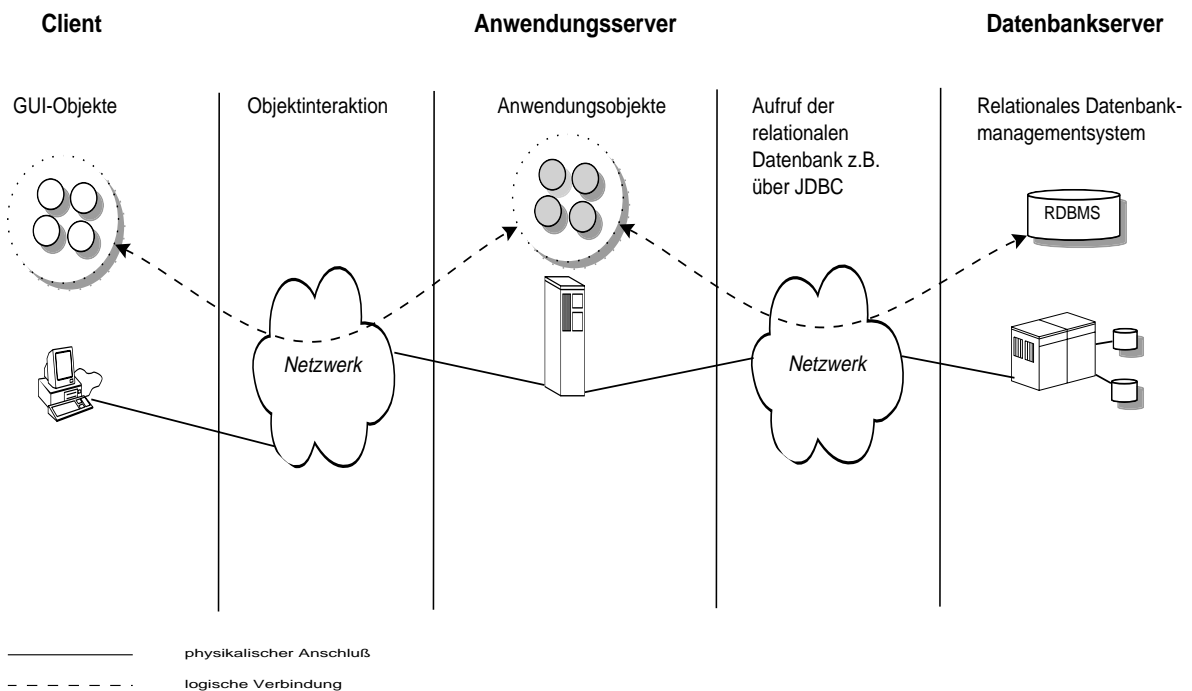 Client
Anwendungsserver
Datenbankserver
GUI-Objekte
Objektinteraktion
Anwendungsobjekte
Aufruf der
relationalen
Datenbank z.B.
über JDBC
Relationales Datenbank-
managementsystem
RDBMS
Netzwerk
Netzwerk
physikalischer Anschluß
logische Verbindung